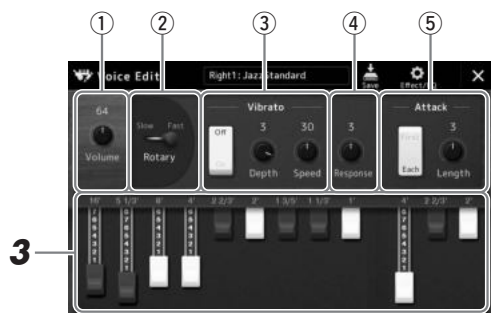 ① ② ③ ④ ⑤
Voice Edit Right1: JazzStandard Save Effect/EQ ×
64 Volume
Slow Fast Rotary
Vibrato
Off On 3 Depth 30 Speed
3 Response
Attack
First Each 3 Length
3
16' 5 1/3' 8' 4' 2 2/3' 2' 1 3/5' 1 1/3' 1' 4' 2 2/3' 2'